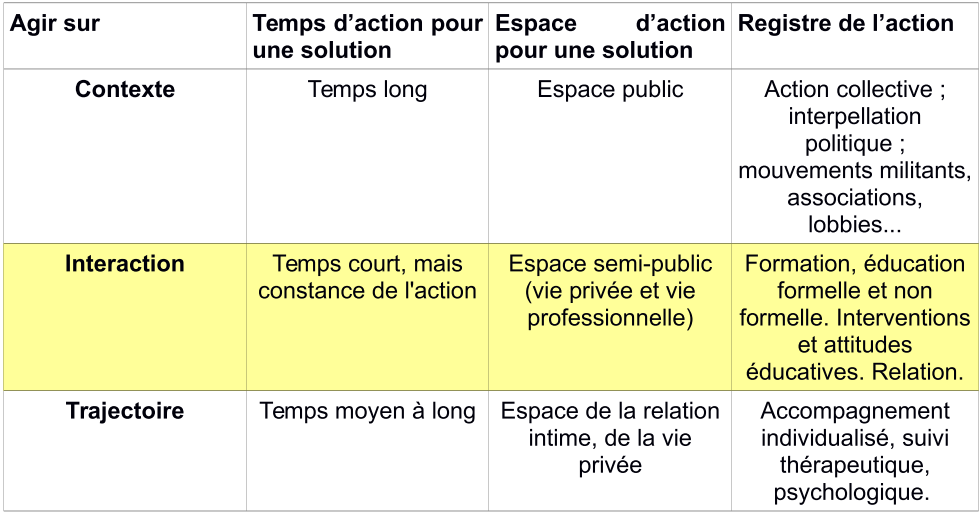 Agir sur
Temps d’action pour
une solution
Espace d’action
pour une solution
Registre de l’action
Contexte
Temps long
Espace public
Action collective ;
interpellation
politique ;
mouvements militants,
associations,
lobbies...
Interaction
Temps court, mais
constance de l'action
Espace semi-public
(vie privée et vie
professionnelle)
Formation, éducation
formelle et non
formelle. Interventions
et attitudes
éducatives. Relation.
Trajectoire
Temps moyen à long
Espace de la relation
intime, de la vie
privée
Accompagnement
individualisé, suivi
thérapeutique,
psychologique.